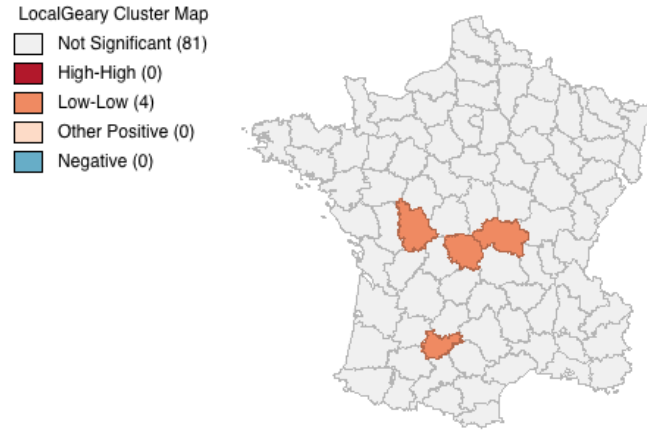 LocalGeary Cluster Map
Not Significant (81)
High-High (0)
Low-Low (4)
Other Positive (0)
Negative (0)